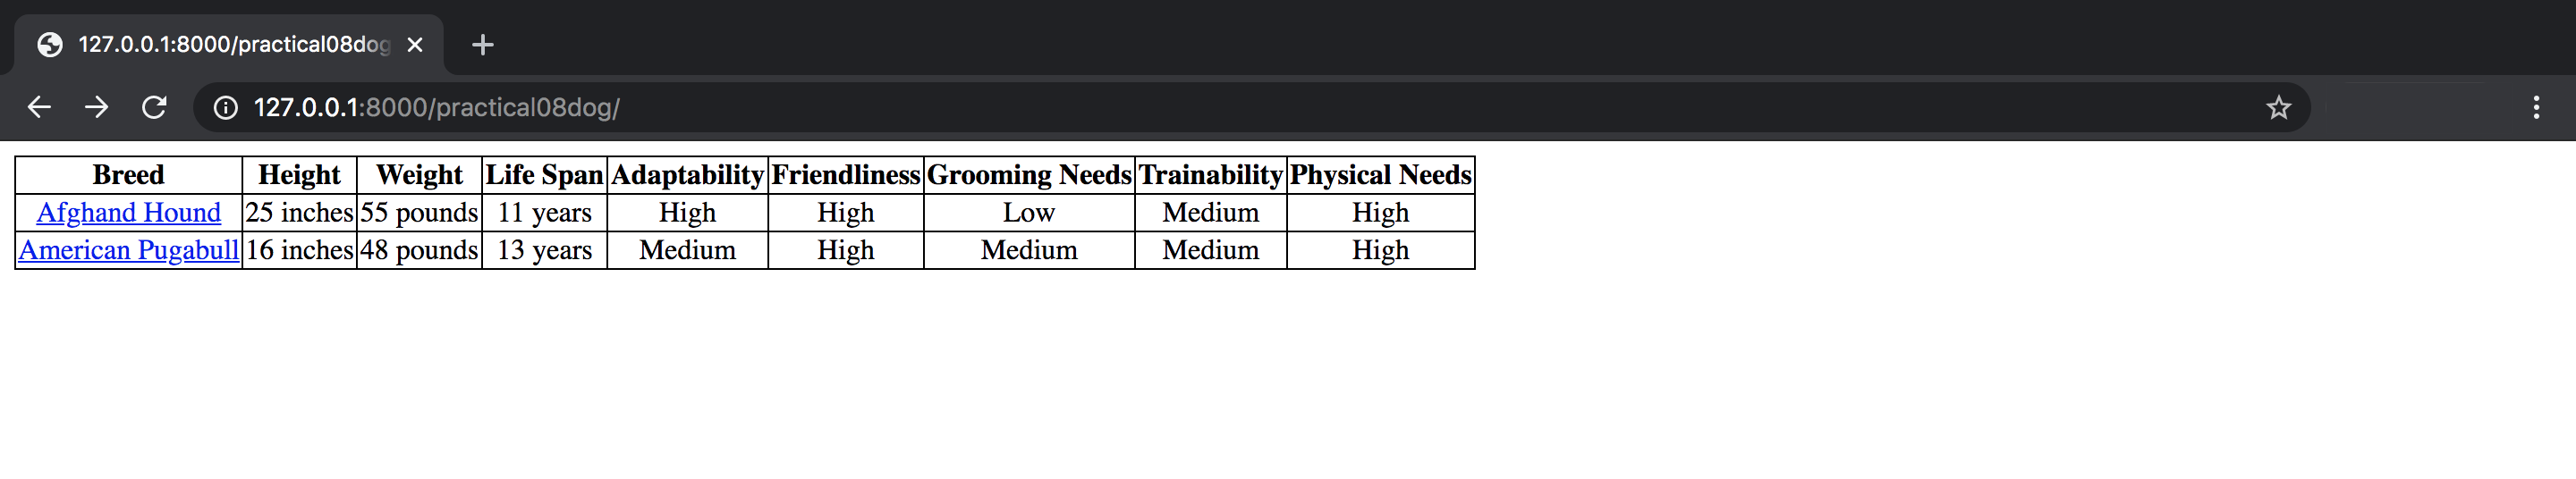 127.0.0.1:8000/practical08dog
127.0.0.1:8000/practical08dog/
Breed Height Weight Life Span Adaptability Friendliness Grooming Needs Trainability Physical Needs
Afghand Hound 25 inches 55 pounds 11 years High High Low Medium High
American Pugabull 16 inches 48 pounds 13 years Medium High Medium Medium High